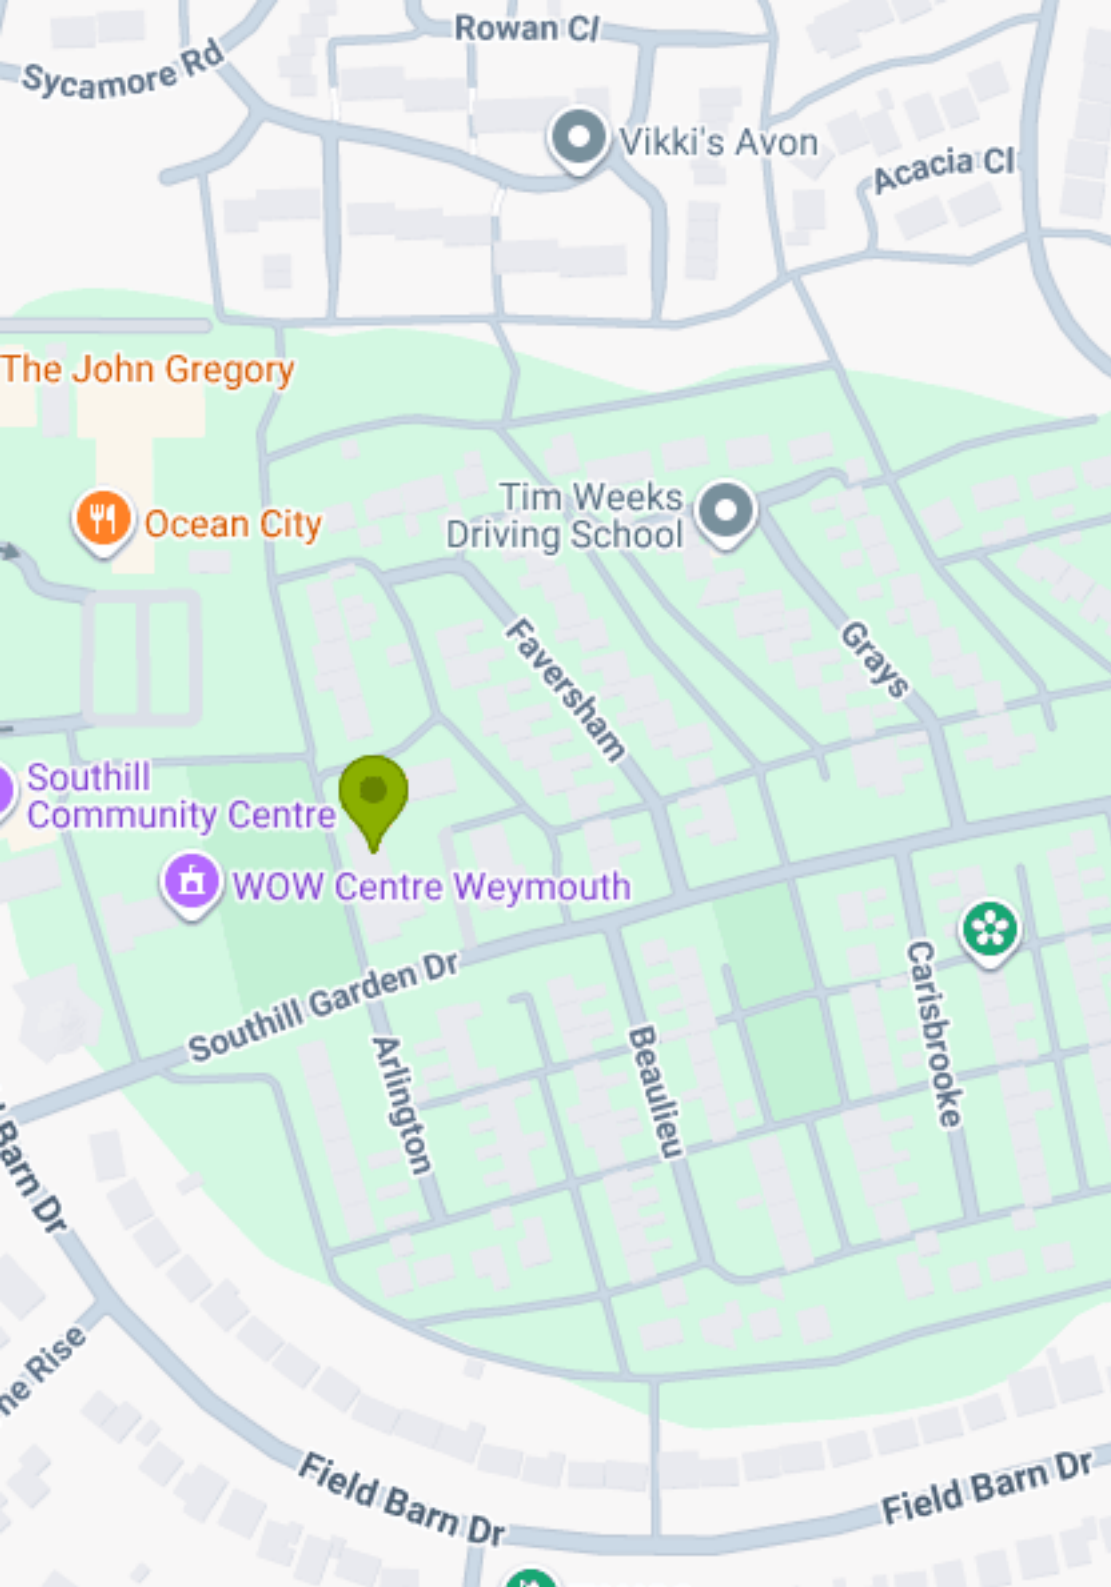 Rowan Cl
Sycamore Rd
Vikki's Avon
Acacia Cl
The John Gregory
Tim Weeks
Driving School
Ocean City
Faversham
Grays
Southill
Community Centre
WOW Centre Weymouth
Southill Garden Dr
Carisbrooke
Arlington
Beaulieu
Barn Dr
Rise
Field Barn Dr
Field Barn Dr